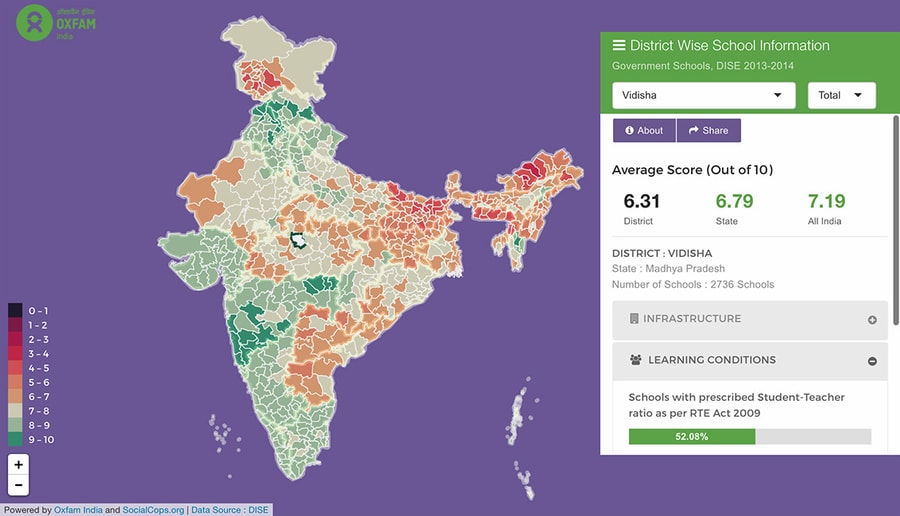 OXFAM
India
District Wise School Information
Government Schools, DISE 2013-2014
Vidisha
Total
About
Share
Average Score (Out of 10)
6.31
6.79
7.19
District
State
All India
DISTRICT : VIDISHA
State : Madhya Pradesh
Number of Schools : 2736 Schools
INFRASTRUCTURE
LEARNING CONDITIONS
Schools with prescribed Student-Teacher
ratio as per RTE Act 2009
52.08%
0 - 1
1 - 2
2 - 3
3 - 4
4 - 5
5 - 6
6 - 7
7 - 8
8 - 9
9 - 10
+
−
Powered by Oxfam India and SocialCops.org | Data Source : DISE